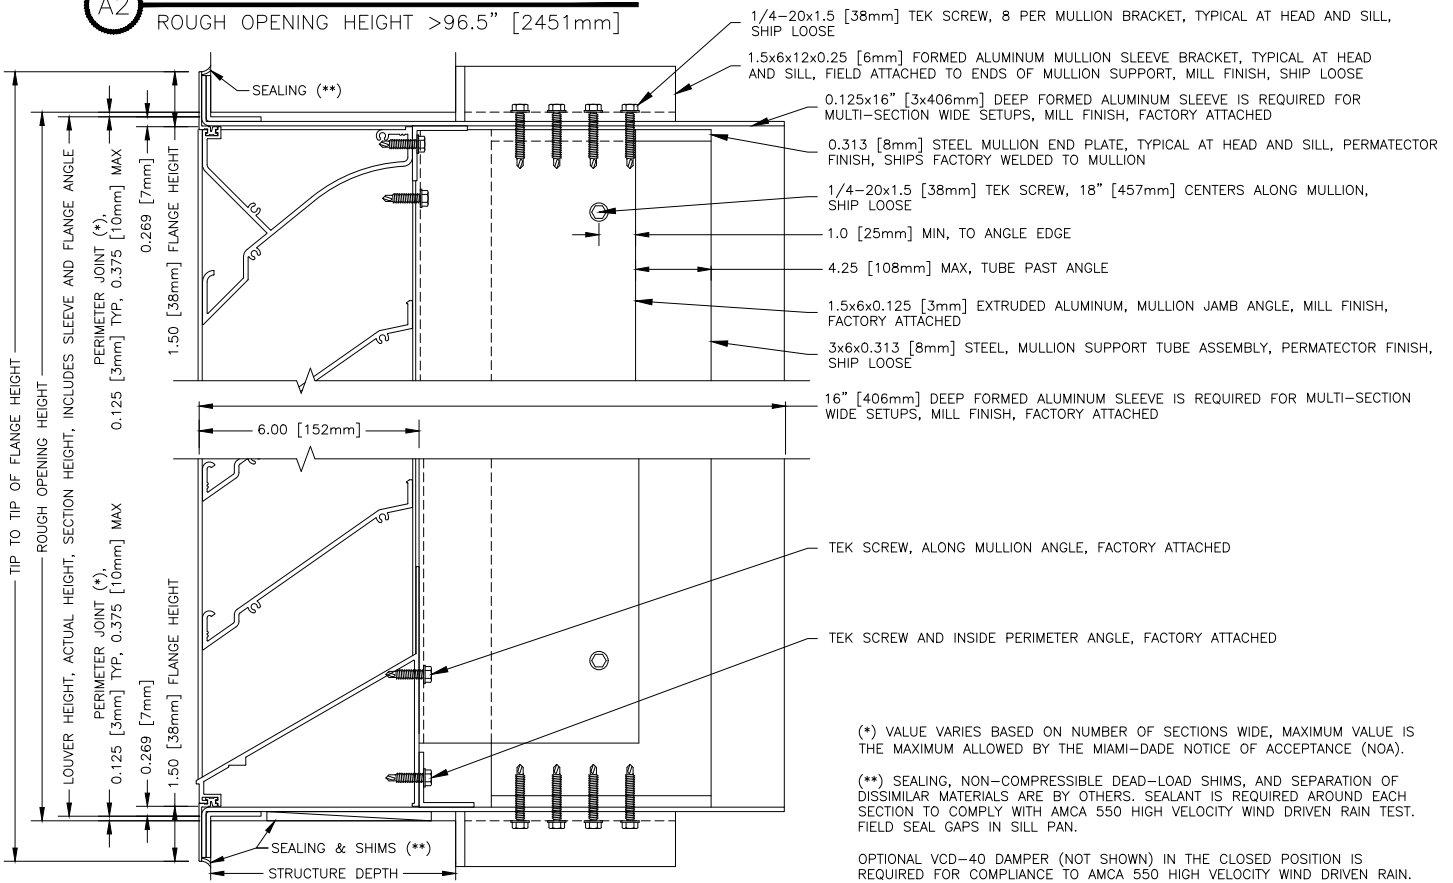 A2
ROUGH OPENING HEIGHT >96.5” [2451mm]
1/4-20x1.5 [38mm] TEK SCREW, 8 PER MULLION BRACKET, TYPICAL AT HEAD AND SILL,
SHIP LOOSE
1.5x6x12x0.25 [6mm] FORMED ALUMINUM MULLION SLEEVE BRACKET, TYPICAL AT HEAD
AND SILL, FIELD ATTACHED TO ENDS OF MULLION SUPPORT, MILL FINISH, SHIP LOOSE
0.125x16” [3x406mm] DEEP FORMED ALUMINUM SLEEVE IS REQUIRED FOR
MULTI-SECTION WIDE SETUPS, MILL FINISH, FACTORY ATTACHED
0.313 [8mm] STEEL MULLION END PLATE, TYPICAL AT HEAD AND SILL, PERMATECTOR
FINISH, SHIPS FACTORY WELDED TO MULLION
1/4-20x1.5 [38mm] TEK SCREW, 18” [457mm] CENTERS ALONG MULLION,
SHIP LOOSE
1.0 [25mm] MIN, TO ANGLE EDGE
4.25 [108mm] MAX, TUBE PAST ANGLE
1.5x6x0.125 [3mm] EXTRUDED ALUMINUM, MULLION JAMB ANGLE, MILL FINISH,
FACTORY ATTACHED
3x6x0.313 [8mm] STEEL, MULLION SUPPORT TUBE ASSEMBLY, PERMATECTOR FINISH,
SHIP LOOSE
16” [406mm] DEEP FORMED ALUMINUM SLEEVE IS REQUIRED FOR MULTI-SECTION
WIDE SETUPS, MILL FINISH, FACTORY ATTACHED
SEALING (**)
TIP TO TIP OF FLANGE HEIGHT
ROUGH OPENING HEIGHT
LOUVER HEIGHT, ACTUAL HEIGHT, SECTION HEIGHT, INCLUDES SLEEVE AND FLANGE ANGLE
PERIMETER JOINT (*),
0.125 [3mm] TYP, 0.375 [10mm] MAX
0.269 [7mm]
1.50 [38mm] FLANGE HEIGHT
6.00 [152mm]
PERIMETER JOINT (*),
0.125 [3mm] TYP, 0.375 [10mm] MAX
0.269 [7mm]
1.50 [38mm] FLANGE HEIGHT
TEK SCREW, ALONG MULLION ANGLE, FACTORY ATTACHED
TEK SCREW AND INSIDE PERIMETER ANGLE, FACTORY ATTACHED
SEALING & SHIMS (**)
STRUCTURE DEPTH
(*) VALUE VARIES BASED ON NUMBER OF SECTIONS WIDE, MAXIMUM VALUE IS
THE MAXIMUM ALLOWED BY THE MIAMI-DADE NOTICE OF ACCEPTANCE (NOA).
(**) SEALING, NON-COMPRESSIBLE DEAD-LOAD SHIMS, AND SEPARATION OF
DISSIMILAR MATERIALS ARE BY OTHERS. SEALANT IS REQUIRED AROUND EACH
SECTION TO COMPLY WITH AMCA 550 HIGH VELOCITY WIND DRIVEN RAIN TEST.
FIELD SEAL GAPS IN SILL PAN.
OPTIONAL VCD-40 DAMPER (NOT SHOWN) IN THE CLOSED POSITION IS
REQUIRED FOR COMPLIANCE TO AMCA 550 HIGH VELOCITY WIND DRIVEN RAIN.